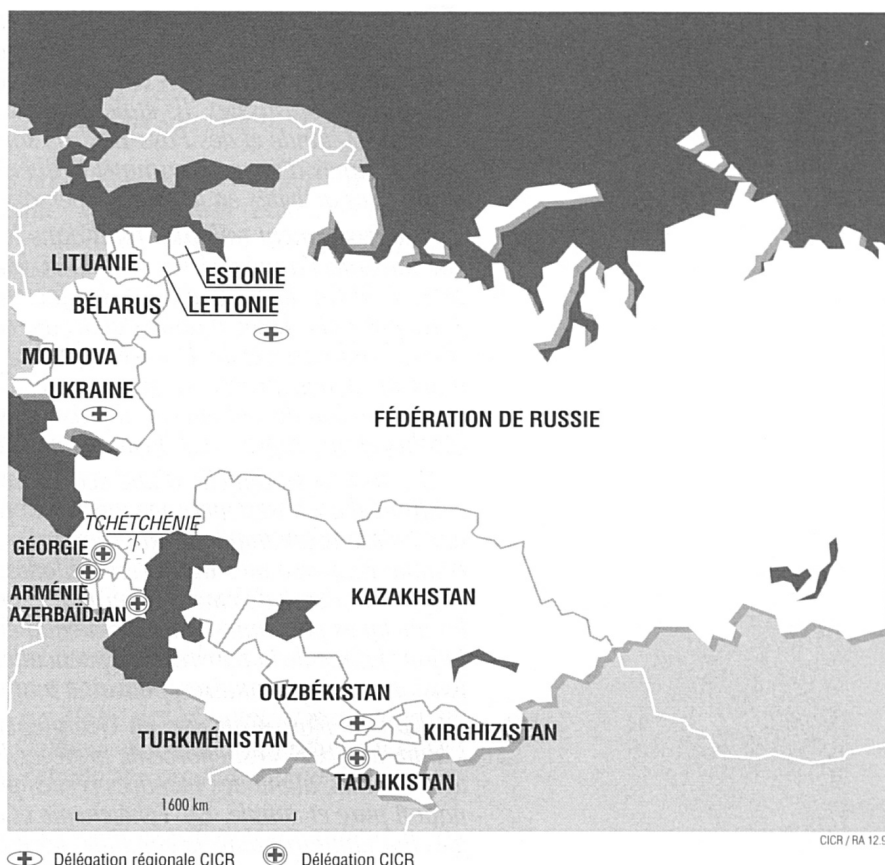 LITUANIE
ESTONIE
BÉLARUS
LETTONIE
MOLDOVA
UKRAINE
FÉDÉRATION DE RUSSIE
TCHÉTCHÉNIE
GÉORGIE
ARMÉNIE
AZERBAÏDJAN
KAZAKHSTAN
OUZBÉKISTAN
TURKMÉNISTAN
KIRGHIZISTAN
TADJIKISTAN
1600 km
CICR / RA 12.9
Délégation régionale CICR
Délégation CICR